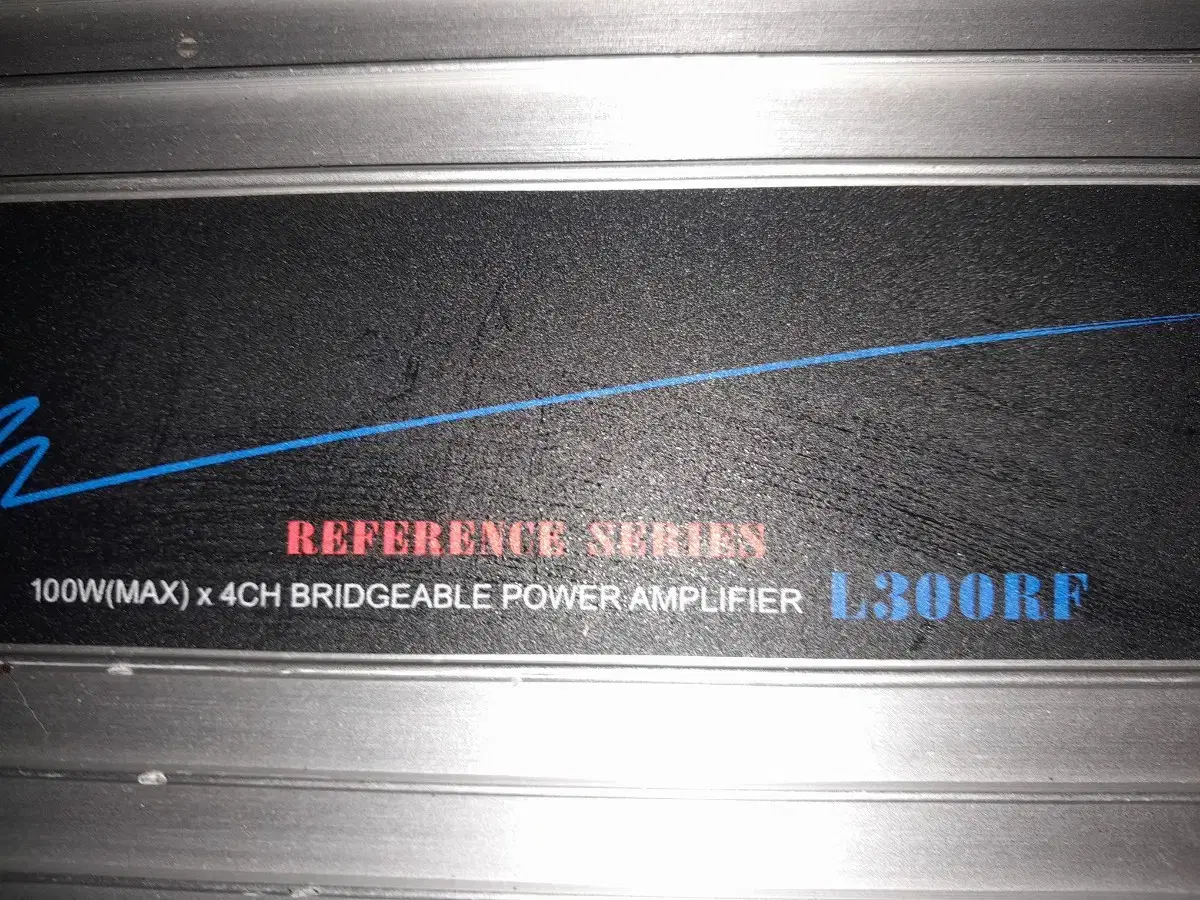 REFERENCE SERIES
100W(MAX) x 4CH BRIDGEABLE POWER AMPLIFIER L300RF